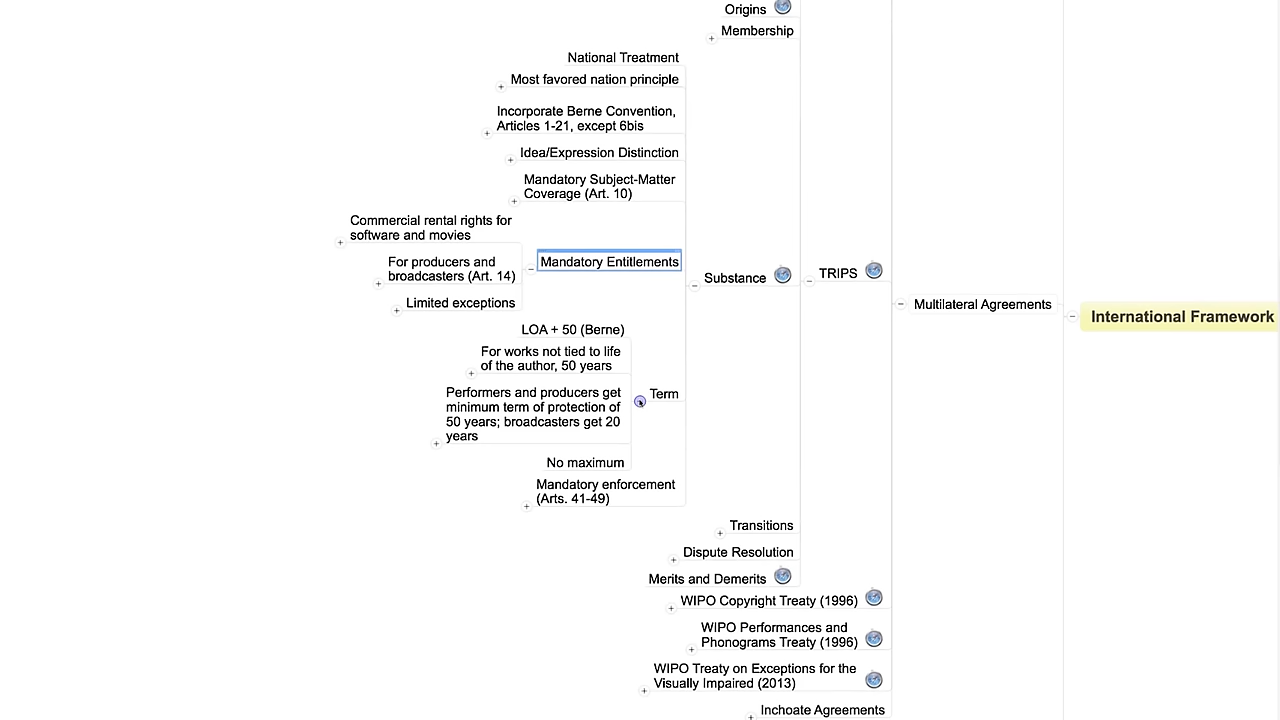 Origins
Membership
National Treatment
Most favored nation principle
Incorporate Berne Convention,
Articles 1-21, except 6bis
Idea/Expression Distinction
Mandatory Subject-Matter
Coverage (Art. 10)
Commercial rental rights for
software and movies
For producers and
broadcasters (Art. 14)
Limited exceptions
Mandatory Entitlements
LOA + 50 (Berne)
For works not tied to life
of the author, 50 years
Performers and producers get
minimum term of protection of
50 years; broadcasters get 20
years
No maximum
Term
Mandatory enforcement
(Arts. 41-49)
Substance
Transitions
Dispute Resolution
Merits and Demerits
TRIPS
WIPO Copyright Treaty (1996)
WIPO Performances and
Phonograms Treaty (1996)
WIPO Treaty on Exceptions for the
Visually Impaired (2013)
Inchoate Agreements
Multilateral Agreements
International Framework